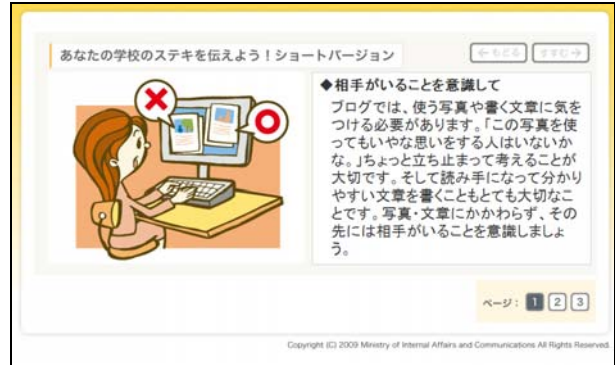 あなたの学校のステキを伝えよう！ショートバージョン
←もどる
すすむ→
◆相手がいることを意識して
ブログでは、使う写真や書く文章に気を
つける必要があります。「この写真を使
ってもいやな思いをする人はいないか
な。」ちょっと立ち止まって考えることが
大切です。そして読み手になって分かり
やすい文章を書くこともとても大切なこ
とです。写真・文章にかかわらず、その
先には相手がいることを意識しましょ
う。
ページ： 1 2 3
Copyright (C) 2009 Ministry of Internal Affairs and Communications All Rights Reserved.